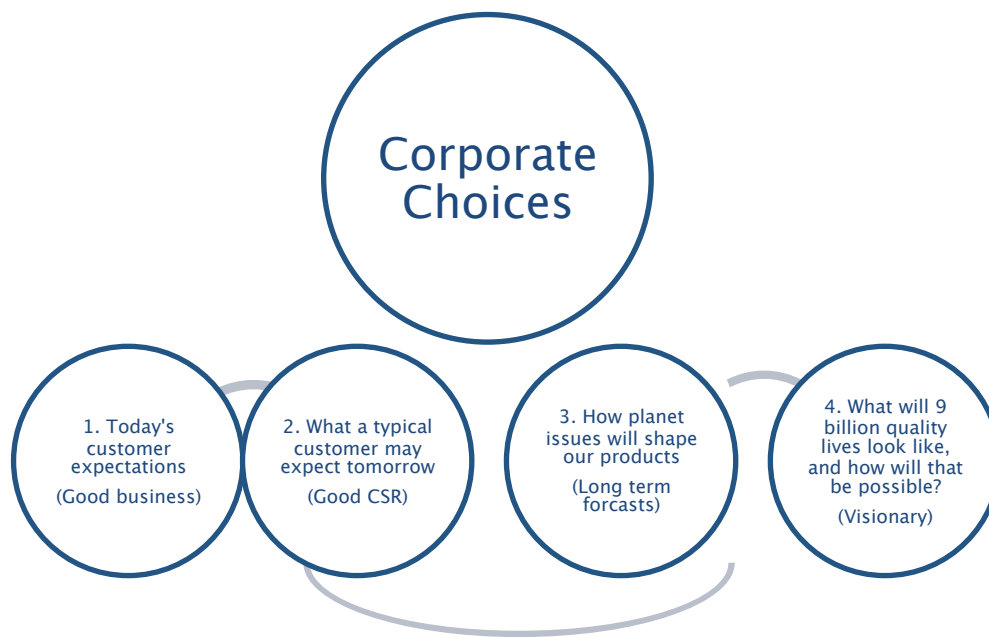 Corporate
Choices
1. Today's
customer
expectations
(Good business)
2. What a typical
customer may
expect tomorrow
(Good CSR)
3. How planet
issues will shape
our products
(Long term
forcasts)
4. What will 9
billion quality
lives look like,
and how will that
be possible?
(Visionary)